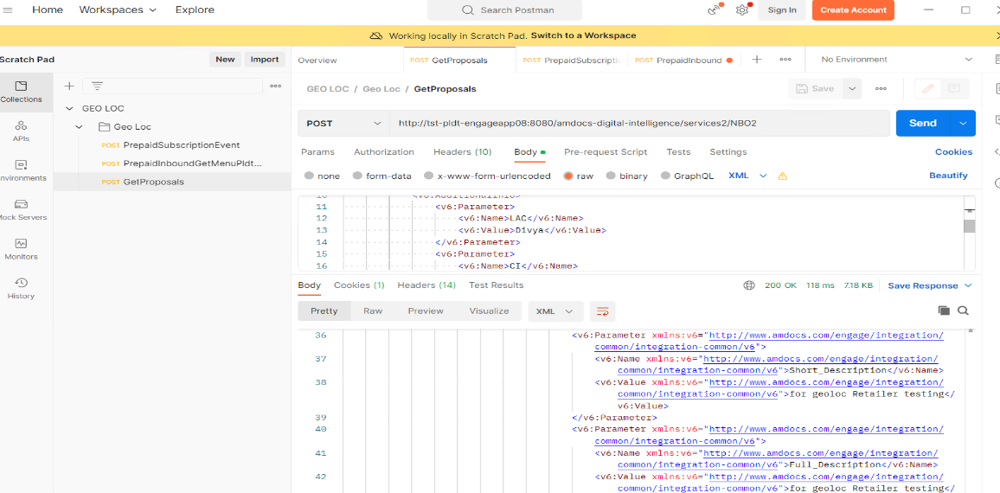 Home Workspaces Explore Search Postman Sign In Create Account
Working locally in Scratch Pad. Switch to a Workspace
Scratch Pad New Import
Overview POST GetProposals POST PrepaidSubscripti POST PrepaidInbound No Environment
Collections
APIs
nvironments
Mock Servers
Monitors
History
GEO LOC
Geo Loc
POST PrepaidSubscriptionEvent
POST PrepaidInboundGetMenuPldt...
POST GetProposals
GEO LOC / Geo Loc / GetProposals Save
POST http://tst-pldt-engageapp08:8080/amdocs-digital-intelligence/services2/NBO2 Send
Params Authorization Headers (10) Body Pre-request Script Tests Settings Cookies
none form-data x-www-form-urlencoded raw binary GraphQL XML Beautify
10 <v6:AdditionalInfo>
11 <v6:Parameter>
12 <v6:Name>LAC</v6:Name>
13 <v6:Value>Divya</v6:Value>
14 </v6:Parameter>
15 <v6:Parameter>
16 <v6:Name>CI</v6:Name>
Body Cookies (1) Headers (14) Test Results 200 OK 118 ms 7.18 KB Save Response
Pretty Raw Preview Visualize XML
36 <v6:Parameter xmlns:v6="http://www.amdocs.com/engage/integration/
common/integration-common/v6">
37 <v6:Name xmlns:v6="http://www.amdocs.com/engage/integration/
common/integration-common/v6">Short_Description</v6:Name>
38 <v6:Value xmlns:v6="http://www.amdocs.com/engage/integration/
common/integration-common/v6">for geoloc Retailer testing</
v6:Value>
39 </v6:Parameter>
40 <v6:Parameter xmlns:v6="http://www.amdocs.com/engage/integration/
common/integration-common/v6">
41 <v6:Name xmlns:v6="http://www.amdocs.com/engage/integration/
common/integration-common/v6">Full_Description</v6:Name>
42 <v6:Value xmlns:v6="http://www.amdocs.com/engage/integration/
common/integration-common/v6">for geoloc Retailer testing</